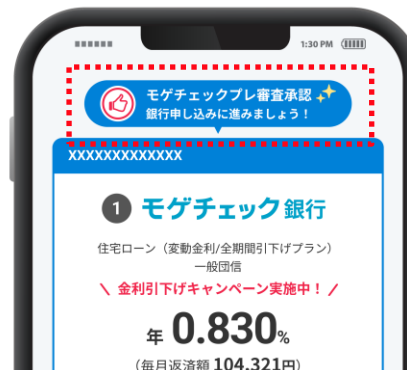 1:30 PM
モゲチェックプレ審査承認
銀行申し込みに進みましょう！
XXXXXXXXXXXXX
1 モゲチェック銀行
住宅ローン（変動金利/全期間引下げプラン）
一般団信
\ 金利引下げキャンペーン実施中！ /
年 0.830%
（毎月返済額 104,321円）